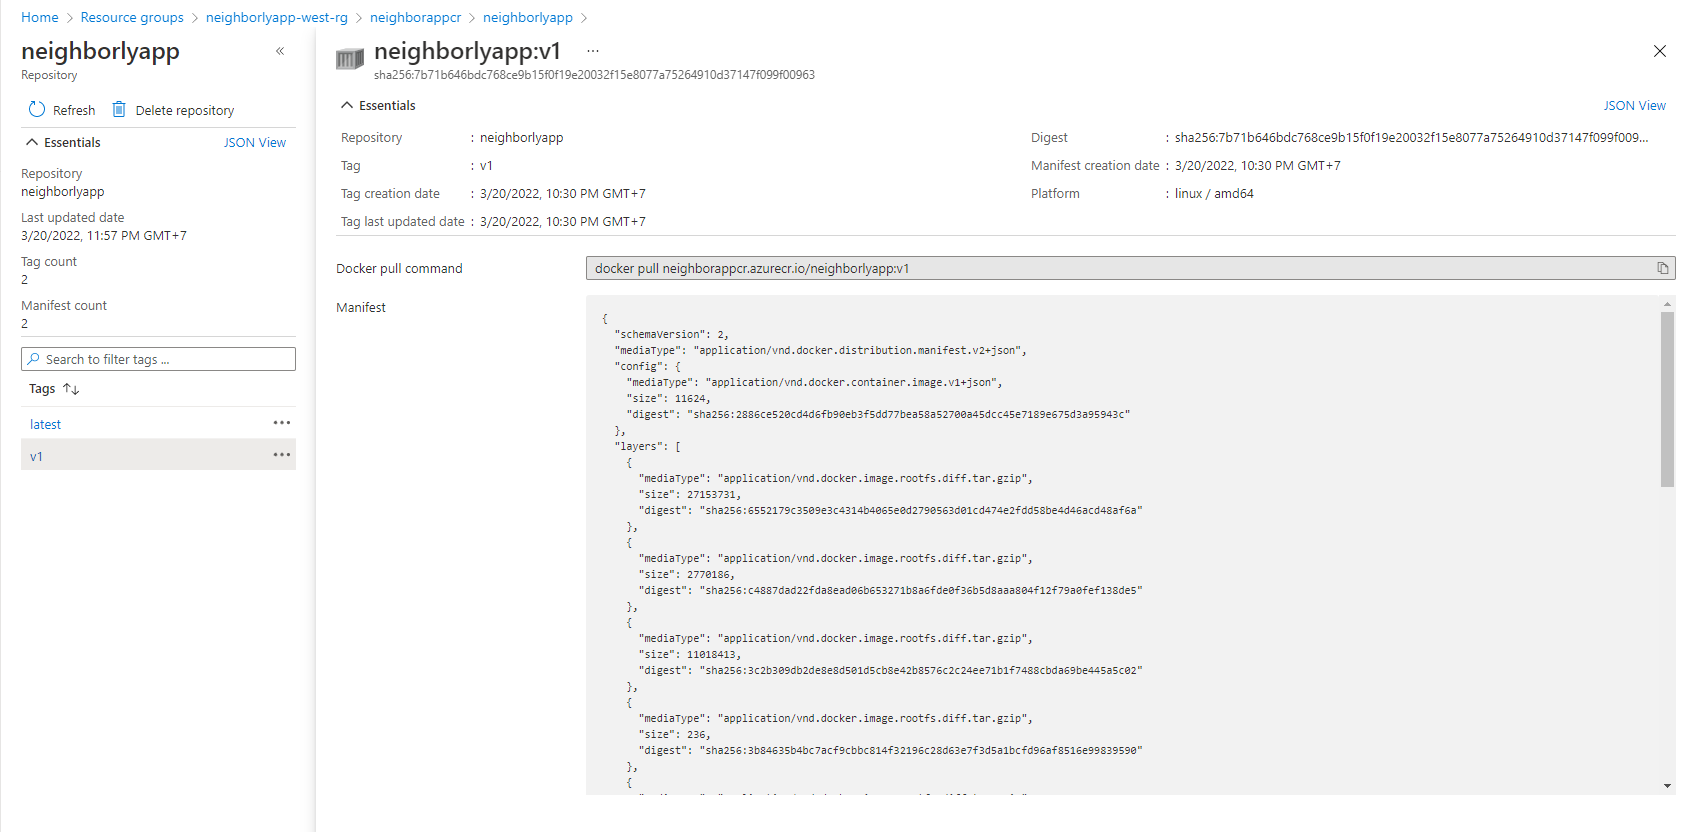 Home > Resource groups > neighborlyapp-west-rg > neighborappcr > neighborlyapp >
neighborlyapp «
Repository
Refresh Delete repository
Essentials JSON View
Repository
neighborlyapp
Last updated date
3/20/2022, 11:57 PM GMT+7
Tag count
2
Manifest count
2
Search to filter tags ...
Tags ↑↓
latest ...
v1 ...
neighborlyapp:v1 ...
sha256:7b71b646bdc768ce9b15f0f19e20032f15e8077a75264910d37147f099f00963
Essentials JSON View
Repository : neighborlyapp
Tag : v1
Tag creation date : 3/20/2022, 10:30 PM GMT+7
Tag last updated date : 3/20/2022, 10:30 PM GMT+7
Digest : sha256:7b71b646bdc768ce9b15f0f19e20032f15e8077a75264910d37147f099f009...
Manifest creation date : 3/20/2022, 10:30 PM GMT+7
Platform : linux / amd64
Docker pull command docker pull neighborappcr.azurecr.io/neighborlyapp:v1
Manifest
{
"schemaVersion": 2,
"mediaType": "application/vnd.docker.distribution.manifest.v2+json",
"config": {
"mediaType": "application/vnd.docker.container.image.v1+json",
"size": 11624,
"digest": "sha256:2886ce520cd4d6fb90eb3f5dd77bea58a52700a45dcc45e7189e675d3a95943c"
},
"layers": [
{
"mediaType": "application/vnd.docker.image.rootfs.diff.tar.gzip",
"size": 27153731,
"digest": "sha256:6552179c3509e3c4314b4065e0d2790563d01cd474e2fdd58be4d46acd48af6a"
},
{
"mediaType": "application/vnd.docker.image.rootfs.diff.tar.gzip",
"size": 2770186,
"digest": "sha256:c4887dad22fda8ead06b653271b8a6fde0f36b5d8aaa804f12f79a0fef138de5"
},
{
"mediaType": "application/vnd.docker.image.rootfs.diff.tar.gzip",
"size": 11018413,
"digest": "sha256:3c2b309db2de8e8d501d5cb8e42b8576c2c24ee71b1f7488cbda69be445a5c02"
},
{
"mediaType": "application/vnd.docker.image.rootfs.diff.tar.gzip",
"size": 236,
"digest": "sha256:3b84635b4bc7acf9cbbc814f32196c28d63e7f3d5a1bcfd96af8516e99839590"
},
{